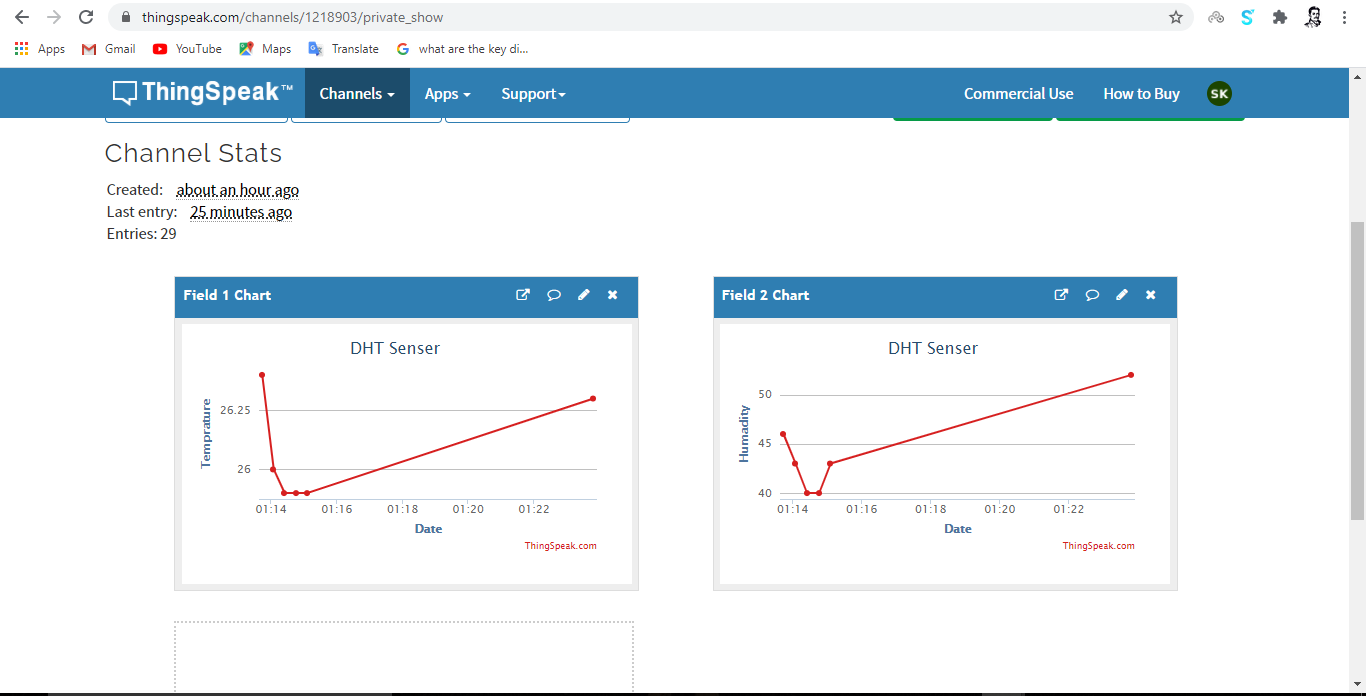 thingspeak.com/channels/1218903/private_show
Apps Gmail YouTube Maps Translate what are the key di...
ThingSpeak™ Channels Apps Support Commercial Use How to Buy SK
Channel Stats
Created: about an hour ago
Last entry: 25 minutes ago
Entries: 29
Field 1 Chart
DHT Senser
Temprature
26.25
26
01:14 01:16 01:18 01:20 01:22
Date
ThingSpeak.com
Field 2 Chart
DHT Senser
Humadity
50
45
40
01:14 01:16 01:18 01:20 01:22
Date
ThingSpeak.com